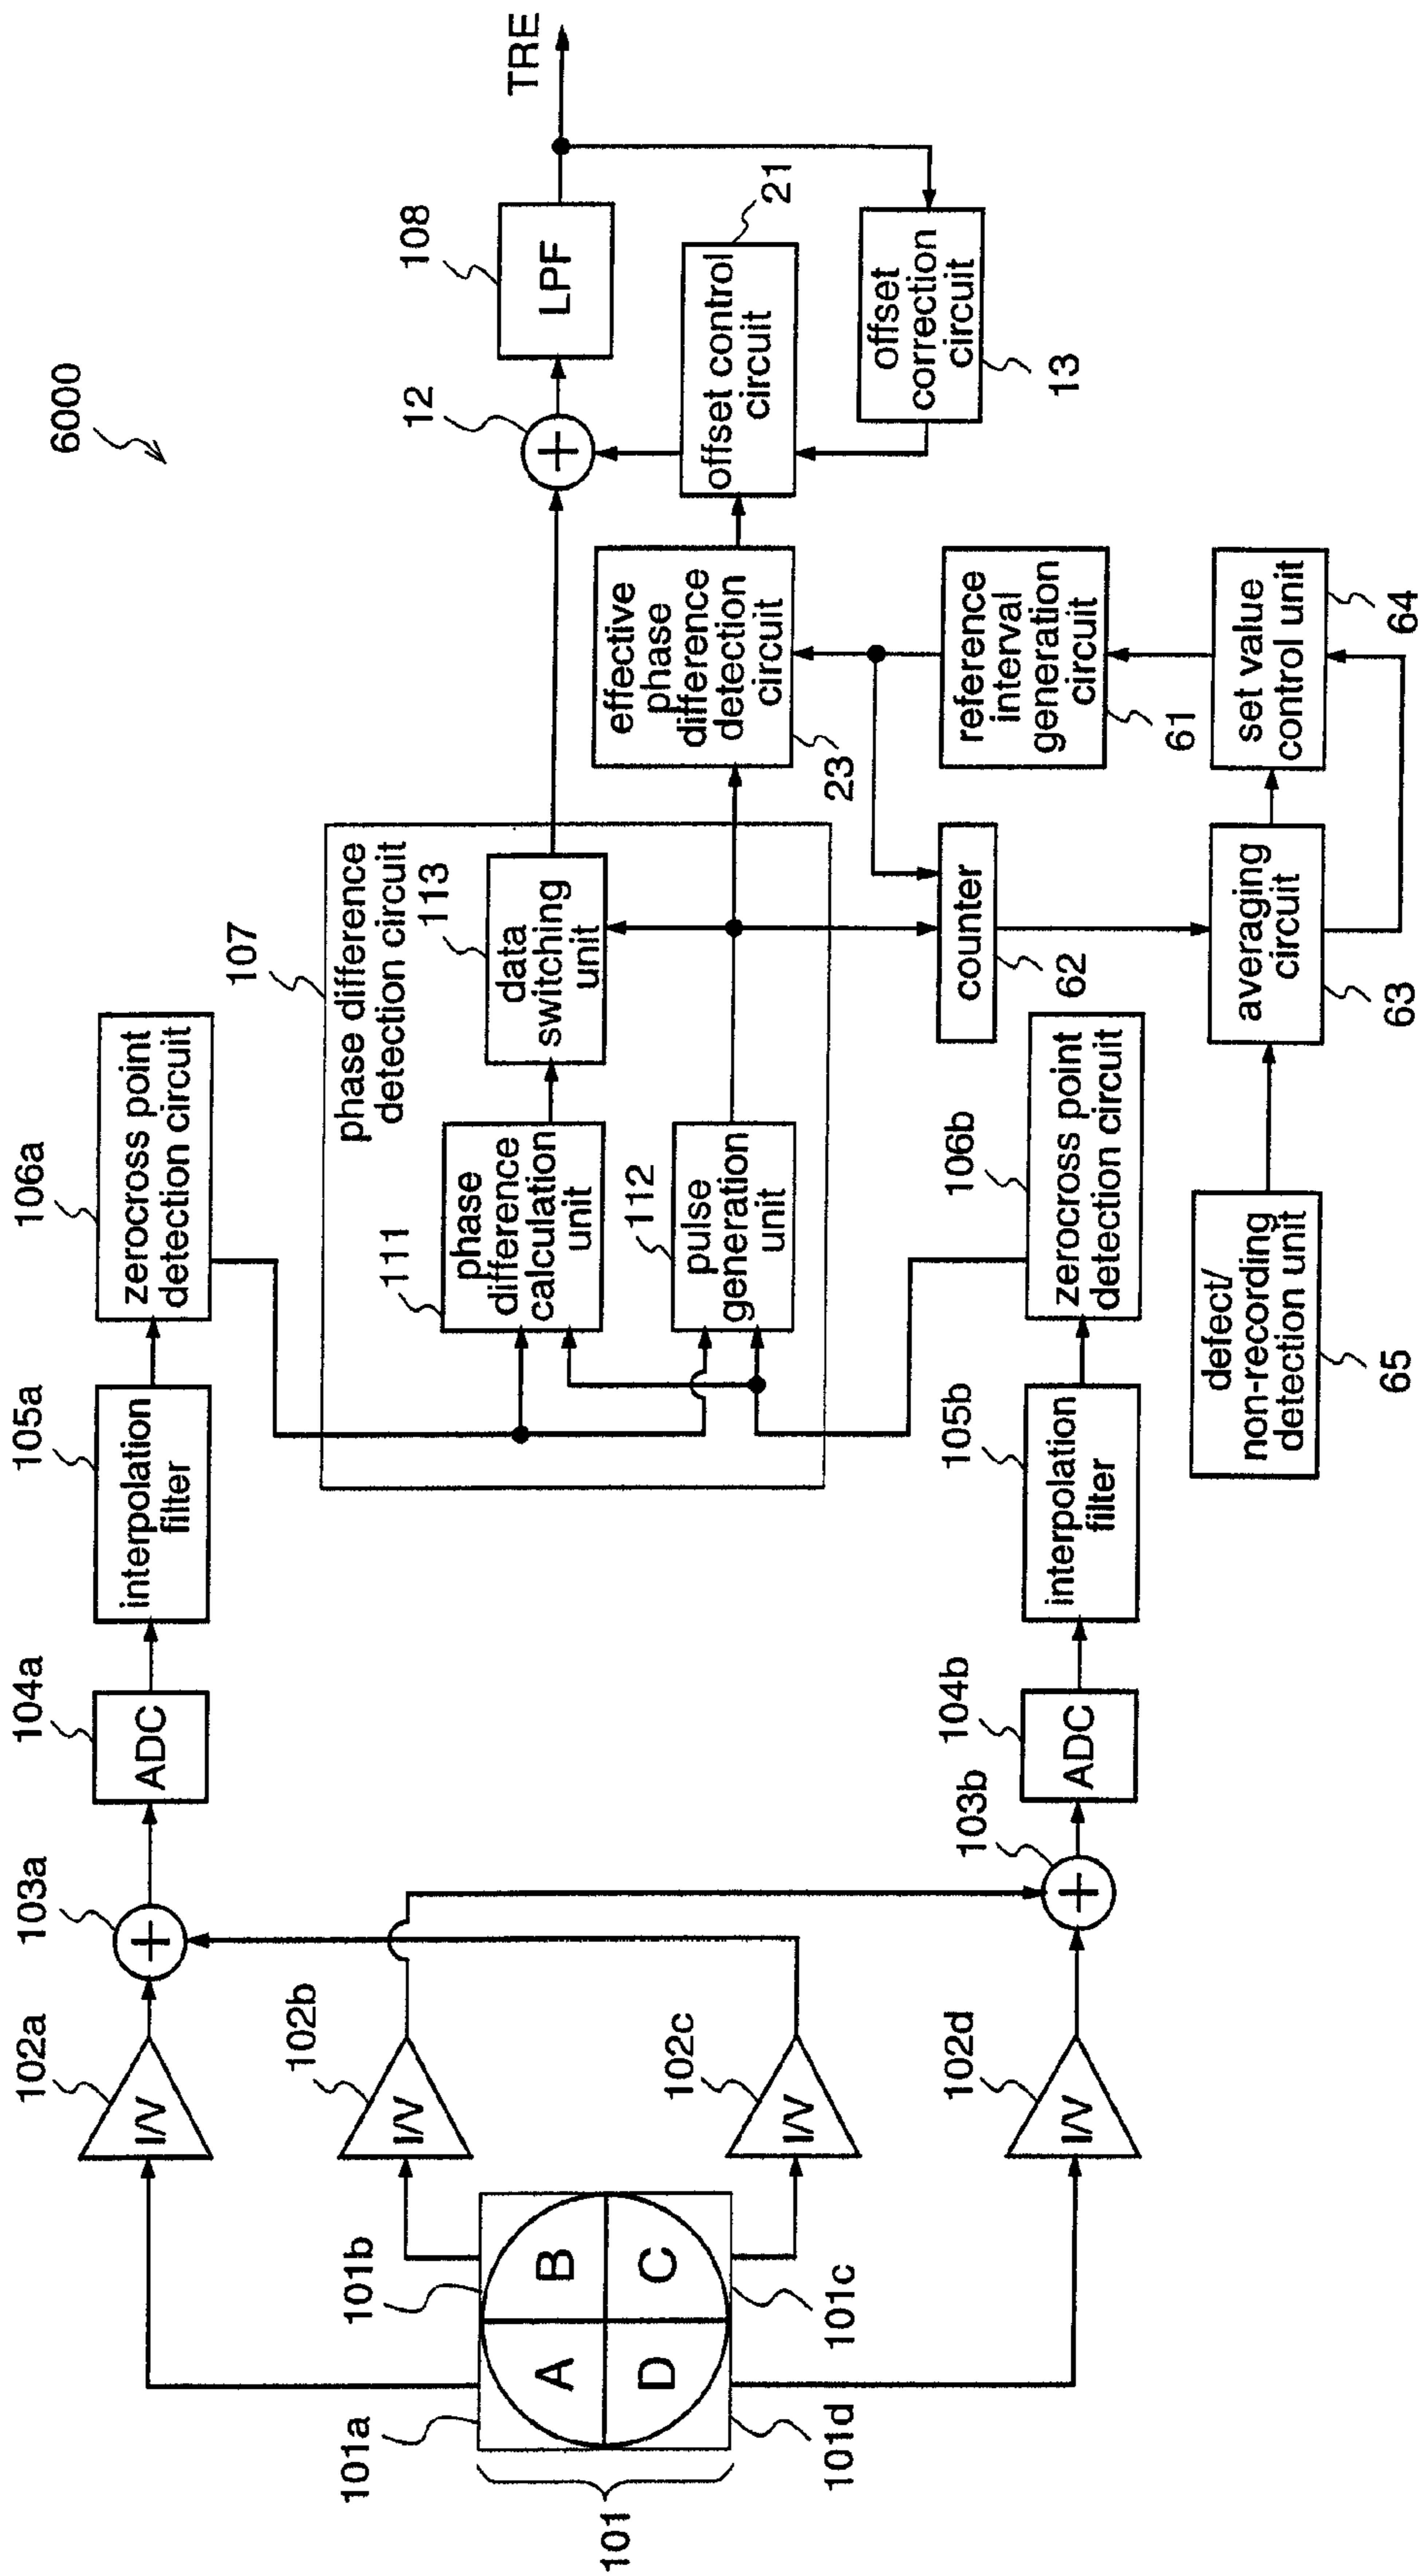 6000
101
101a
101b
101c
101d
A
B
C
D
102a
I/V
102b
I/V
102c
I/V
102d
I/V
103a
+
103b
+
104a
ADC
104b
ADC
105a
interpolation
filter
105b
interpolation
filter
106a
zerocross point
detection circuit
106b
zerocross point
detection circuit
107
phase difference
detection circuit
111
phase
difference
calculation
unit
112
pulse
generation
unit
113
data
switching
unit
12
+
108
LPF
TRE
effective
phase
difference
detection
circuit
23
offset control
circuit
21
offset
correction
circuit
13
reference
interval
generation
circuit
61
counter
62
averaging
circuit
63
set value
control unit
64
defect/
non-recording
detection unit
65